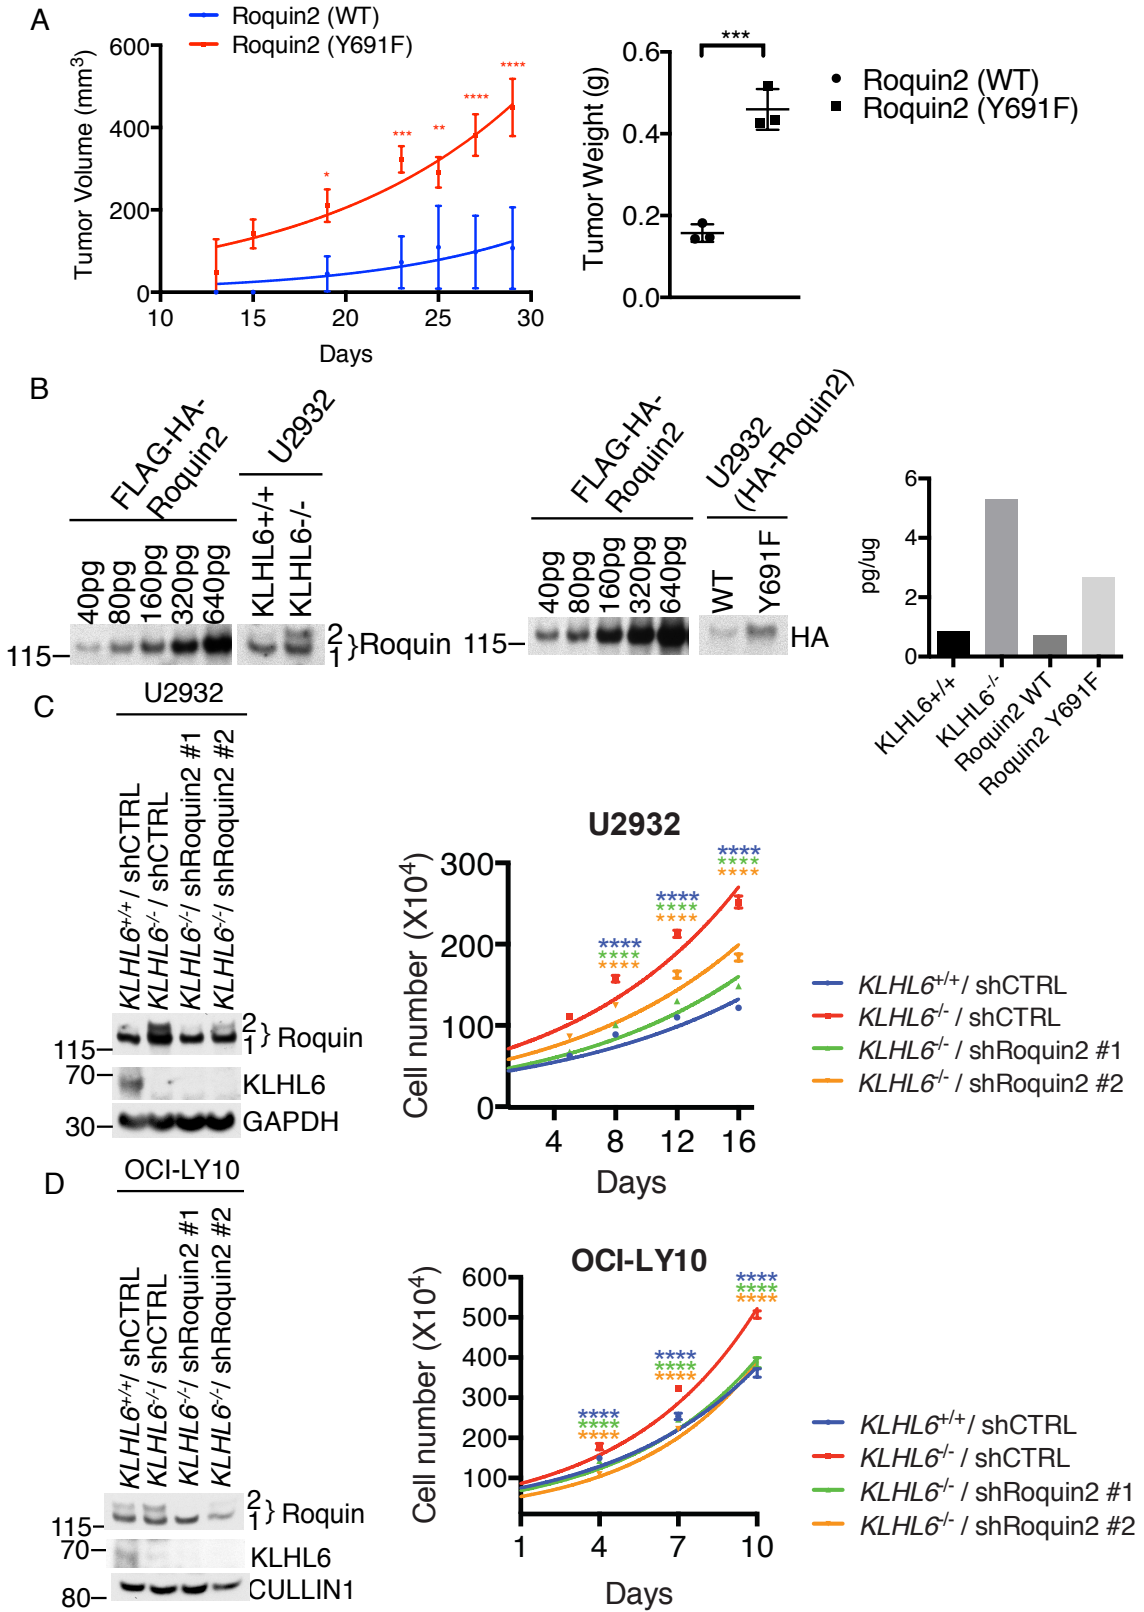 A
Roquin2 (WT)
Roquin2 (Y691F)
Tumor Volume (mm³)
600
400
200
0
10 15 20 25 30
Days
* *** ** **** ****
Tumor Weight (g)
0.6
0.4
0.2
0.0
***
Roquin2 (WT)
Roquin2 (Y691F)
B
FLAG-HA-
Roquin2
U2932
40pg
80pg
160pg
320pg
640pg
KLHL6+/+
KLHL6-/-
115
2
1
}Roquin
FLAG-HA-
Roquin2
U2932
(HA-Roquin2)
40pg
80pg
160pg
320pg
640pg
WT
Y691F
115
HA
pg/ug
6
4
2
0
KLHL6+/+
KLHL6-/-
Roquin2 WT
Roquin2 Y691F
C
U2932
KLHL6+/+/ shCTRL
KLHL6-/-/ shCTRL
KLHL6-/-/ shRoquin2 #1
KLHL6-/-/ shRoquin2 #2
115
2
1
} Roquin
70
KLHL6
30
GAPDH
U2932
Cell number (X10⁴)
300
200
100
0
4 8 12 16
Days
**** **** ****
**** **** ****
**** **** ****
KLHL6+/+/ shCTRL
KLHL6-/- / shCTRL
KLHL6-/- / shRoquin2 #1
KLHL6-/- / shRoquin2 #2
D
OCI-LY10
KLHL6+/+/ shCTRL
KLHL6-/-/ shCTRL
KLHL6-/-/ shRoquin2 #1
KLHL6-/-/ shRoquin2 #2
115
2
1
} Roquin
70
KLHL6
80
CULLIN1
OCI-LY10
Cell number (X10⁴)
600
500
400
300
200
100
1 4 7 10
Days
**** **** ****
**** **** ****
**** **** ****
KLHL6+/+/ shCTRL
KLHL6-/- / shCTRL
KLHL6-/- / shRoquin2 #1
KLHL6-/- / shRoquin2 #2